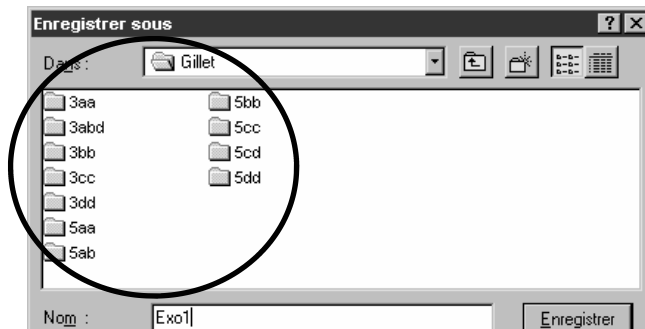 Enregistrer sous
Dans : Gillet
3aa
3abd
3bb
3cc
3dd
5aa
5ab
5bb
5cc
5cd
5dd
Nom : Exo1
Enregistrer